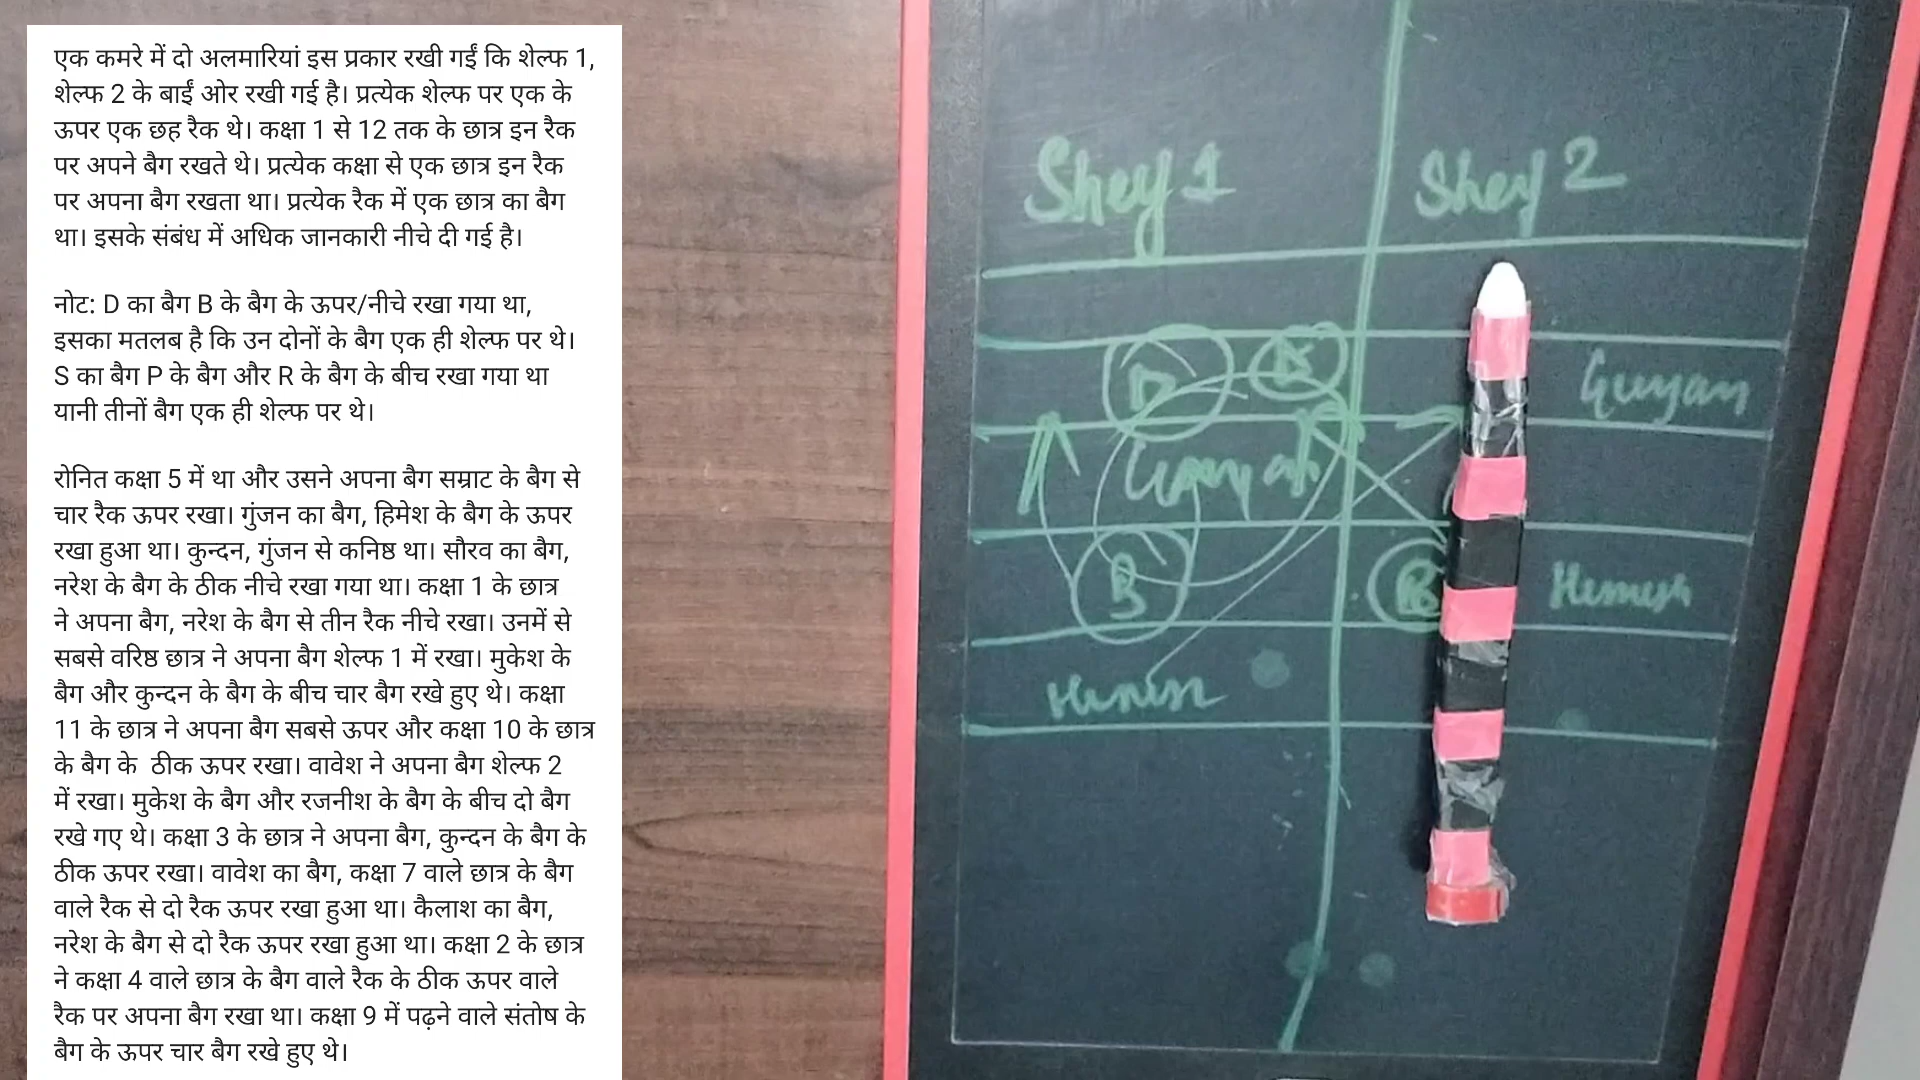 एक कमरे में दो अलमारियां इस प्रकार रखी गईं कि शेल्फ 1,
शेल्फ 2 के बाईं ओर रखी गई है। प्रत्येक शेल्फ पर एक के
ऊपर एक छह रैक थे। कक्षा 1 से 12 तक के छात्र इन रैक
पर अपने बैग रखते थे। प्रत्येक कक्षा से एक छात्र इन रैक
पर अपना बैग रखता था। प्रत्येक रैक में एक छात्र का बैग
था। इसके संबंध में अधिक जानकारी नीचे दी गई है।
नोट: D का बैग B के बैग के ऊपर/नीचे रखा गया था,
इसका मतलब है कि उन दोनों के बैग एक ही शेल्फ पर थे।
S का बैग P के बैग और R के बैग के बीच रखा गया था
यानी तीनों बैग एक ही शेल्फ पर थे।
रोनित कक्षा 5 में था और उसने अपना बैग सम्राट के बैग से
चार रैक ऊपर रखा। गुंजन का बैग, हिमेश के बैग के ऊपर
रखा हुआ था। कुन्दन, गुंजन से कनिष्ठ था। सौरव का बैग,
नरेश के बैग के ठीक नीचे रखा गया था। कक्षा 1 के छात्र
ने अपना बैग, नरेश के बैग से तीन रैक नीचे रखा। उनमें से
सबसे वरिष्ठ छात्र ने अपना बैग शेल्फ 1 में रखा। मुकेश के
बैग और कुन्दन के बैग के बीच चार बैग रखे हुए थे। कक्षा
11 के छात्र ने अपना बैग सबसे ऊपर और कक्षा 10 के छात्र
के बैग के ठीक ऊपर रखा। वावेश ने अपना बैग शेल्फ 2
में रखा। मुकेश के बैग और रजनीश के बैग के बीच दो बैग
रखे गए थे। कक्षा 3 के छात्र ने अपना बैग, कुन्दन के बैग के
ठीक ऊपर रखा। वावेश का बैग, कक्षा 7 वाले छात्र के बैग
वाले रैक से दो रैक ऊपर रखा हुआ था। कैलाश का बैग,
नरेश के बैग से दो रैक ऊपर रखा हुआ था। कक्षा 2 के छात्र
ने कक्षा 4 वाले छात्र के बैग वाले रैक के ठीक ऊपर वाले
रैक पर अपना बैग रखा था। कक्षा 9 में पढ़ने वाले संतोष के
बैग के ऊपर चार बैग रखे हुए थे।
Shelf 1 Shelf 2
D
B